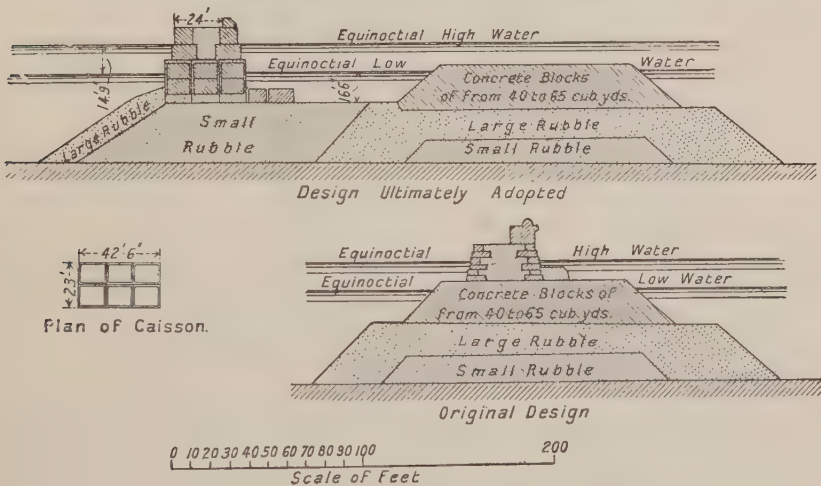 24'
Equinoctial High Water
Equinoctial Low Water
14.9'
16.6'
Concrete Blocks
of from 40 to 65 cub. yds.
Large Rubble
Small
Rubble
Large Rubble
Small Rubble
Design Ultimately Adopted
42' 6'
23'
Plan of Caisson.
Equinoctial High Water
Equinoctial Low Water
Concrete Blocks of
from 40 to 65 cub. yds.
Large Rubble
Small Rubble
Original Design
0 10 20 30 40 50 60 70 80 90 100 200
Scale of Feet